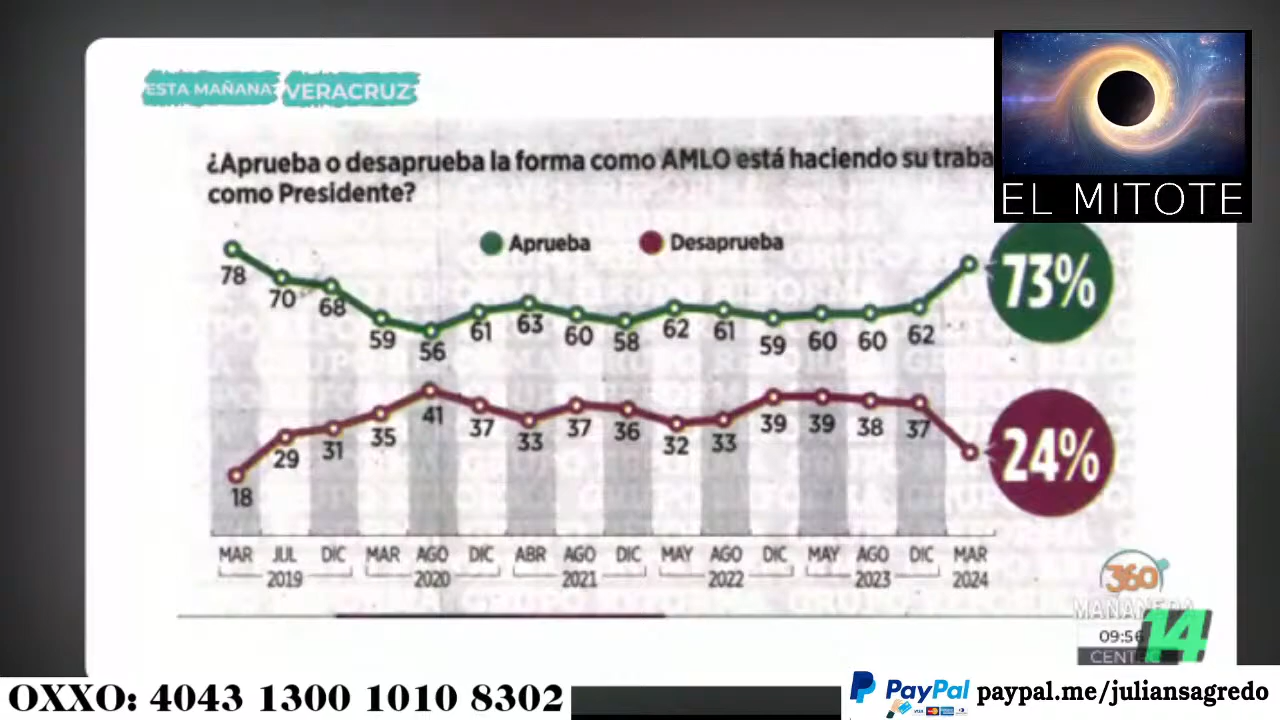 ESTA MAÑANA VERACRUZ
¿Aprueba o desaprueba la forma como AMLO está haciendo su traba
como Presidente?
EL MITOTE
Aprueba Desaprueba
78 70 68 59 56 61 63 60 58 62 61 59 60 60 62 73%
18 29 31 35 41 37 33 37 36 32 33 39 39 38 37 24%
MAR JUL DIC MAR AGO DIC ABR AGO DIC MAY AGO DIC MAY AGO DIC MAR
2019 2020 2021 2022 2023 2024
360
MAÑANERA
09:56
14
OXXO: 4043 1300 1010 8302
PayPal paypal.me/juliansagredo